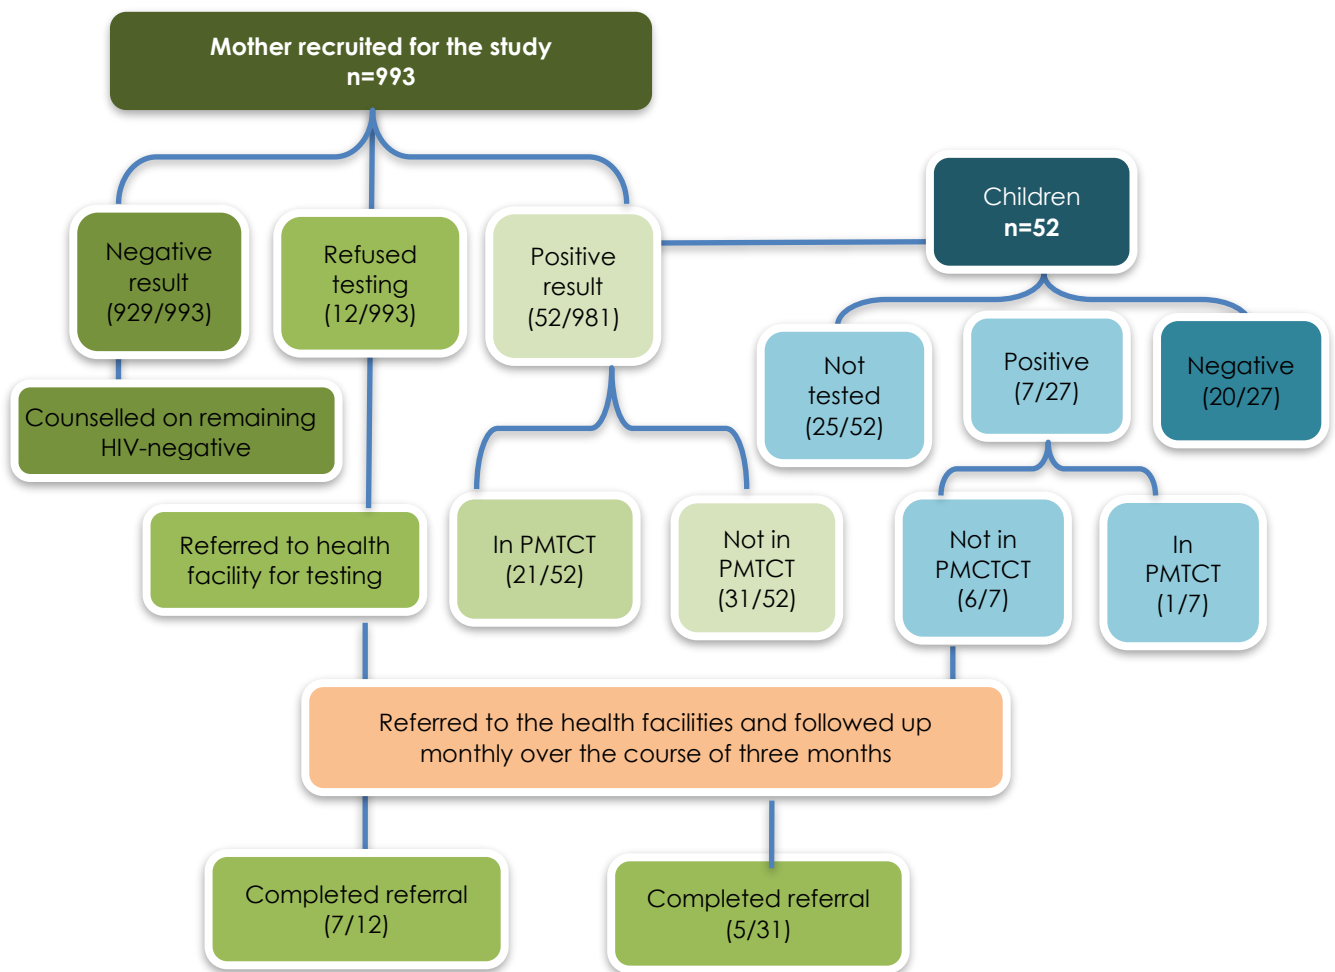 Mother recruited for the study
n=993
Children
n=52
Negative
result
(929/993)
Refused
testing
(12/993)
Positive
result
(52/981)
Not
tested
(25/52)
Positive
(7/27)
Negative
(20/27)
Counselled on remaining
HIV-negative
Referred to health
facility for testing
In PMTCT
(21/52)
Not in
PMTCT
(31/52)
Not in
PMCTCT
(6/7)
In
PMTCT
(1/7)
Referred to the health facilities and followed up
monthly over the course of three months
Completed referral
(7/12)
Completed referral
(5/31)